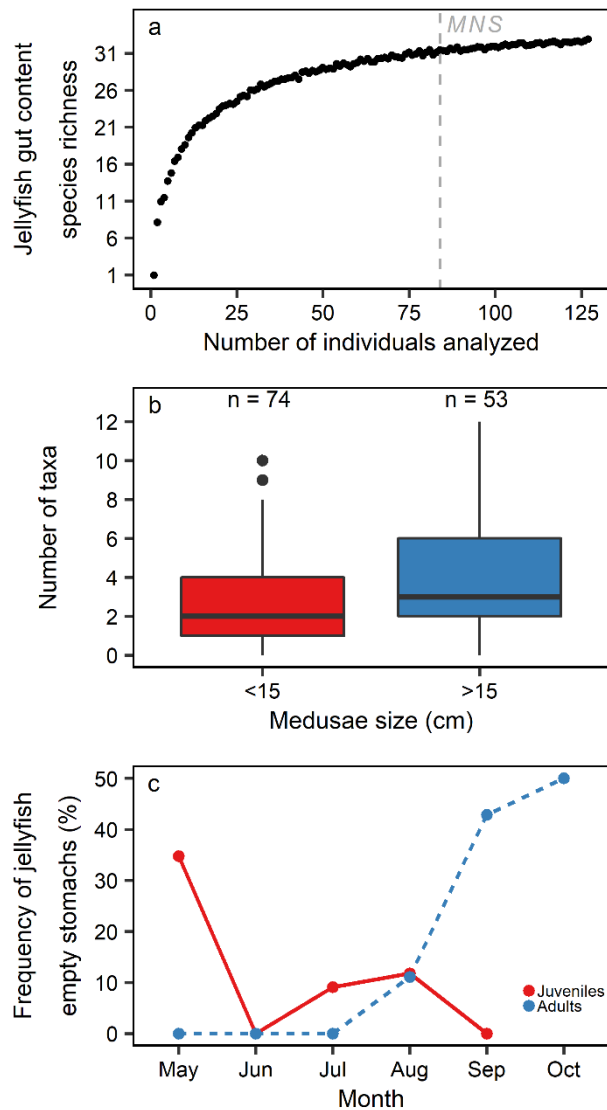 a
MNS
31
26
21
16
11
6
1
Jellyfish gut content
species richness
0 25 50 75 100 125
Number of individuals analyzed
b
n = 74 n = 53
12
10
8
6
4
2
0
Number of taxa
<15 >15
Medusae size (cm)
c
50
40
30
20
10
0
Frequency of jellyfish
empty stomachs (%)
Juveniles
Adults
May Jun Jul Aug Sep Oct
Month